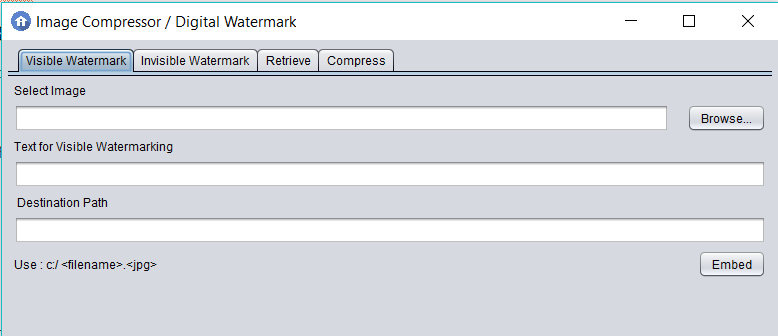 Image Compressor / Digital Watermark
Visible Watermark Invisible Watermark Retrieve Compress
Select Image
Browse...
Text for Visible Watermarking
Destination Path
Use : c:/ <filename>.<jpg>
Embed